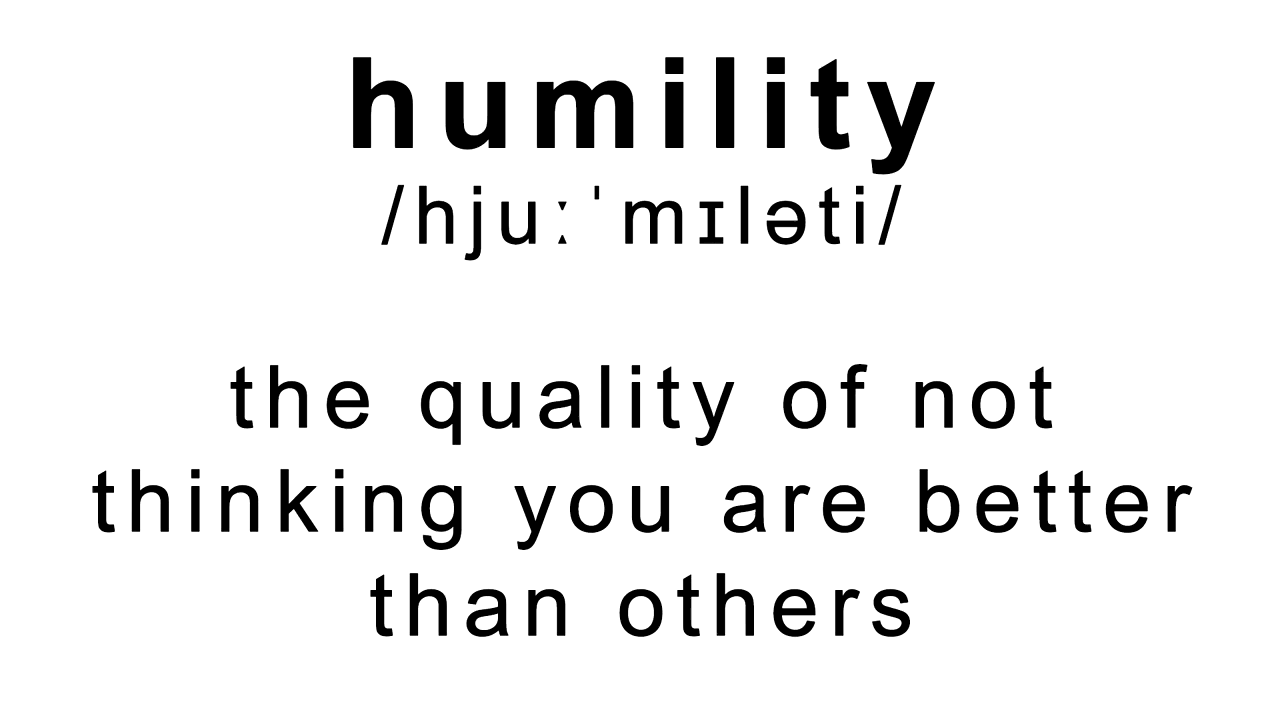 humility
/hjuːˈmɪləti/
the quality of not
thinking you are better
than others